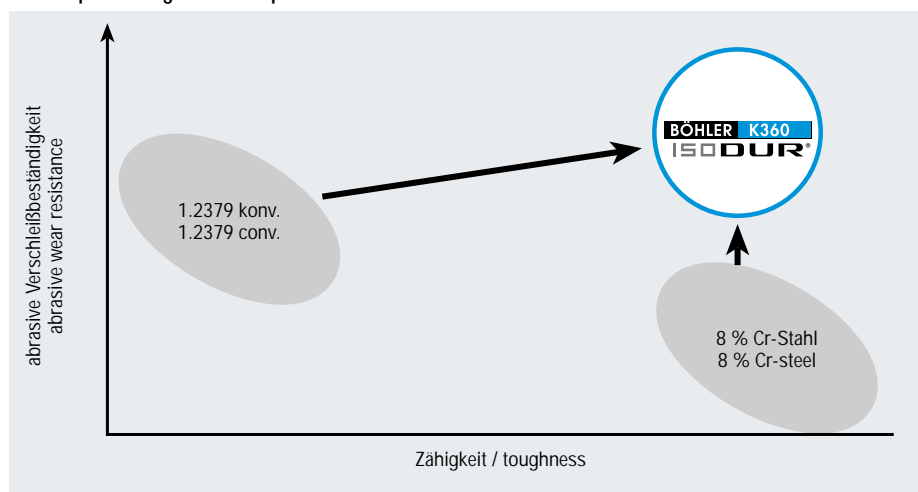 abrasive Verschleißbeständigkeit
abrasive wear resistance
1.2379 konv.
1.2379 conv.
BÖHLER K360
ISODUR®
8 % Cr-Stahl
8 % Cr-steel
Zähigkeit / toughness